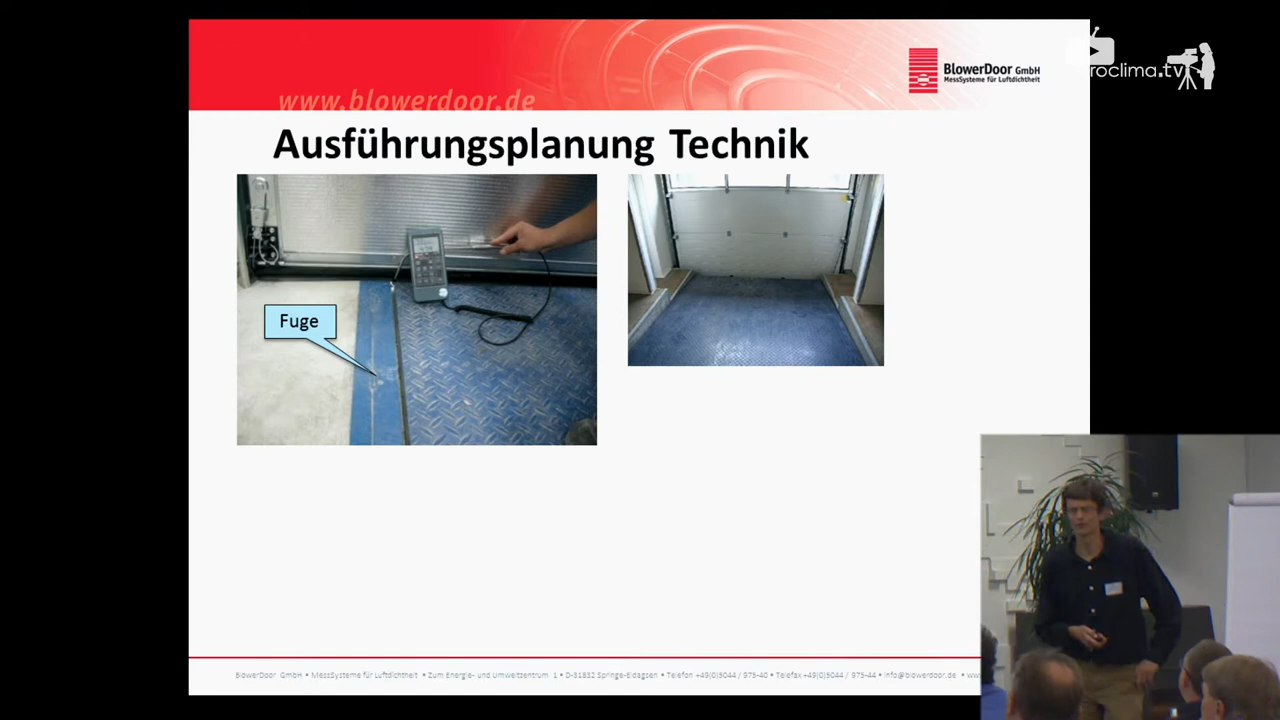 BlowerDoor GmbH
MessSysteme für Luftdichtheit
roclima.tv
www.blowerdoor.de
Ausführungsplanung Technik
Fuge
BlowerDoor GmbH • MessSysteme für Luftdichtheit • Zum Energie- und Umweltzentrum 1 • D-31832 Springe-Eldagsen • Telefon +49(0)5044 / 975-40 • Telefax +49(0)5044 / 975-44 • info@blowerdoor.de • ww